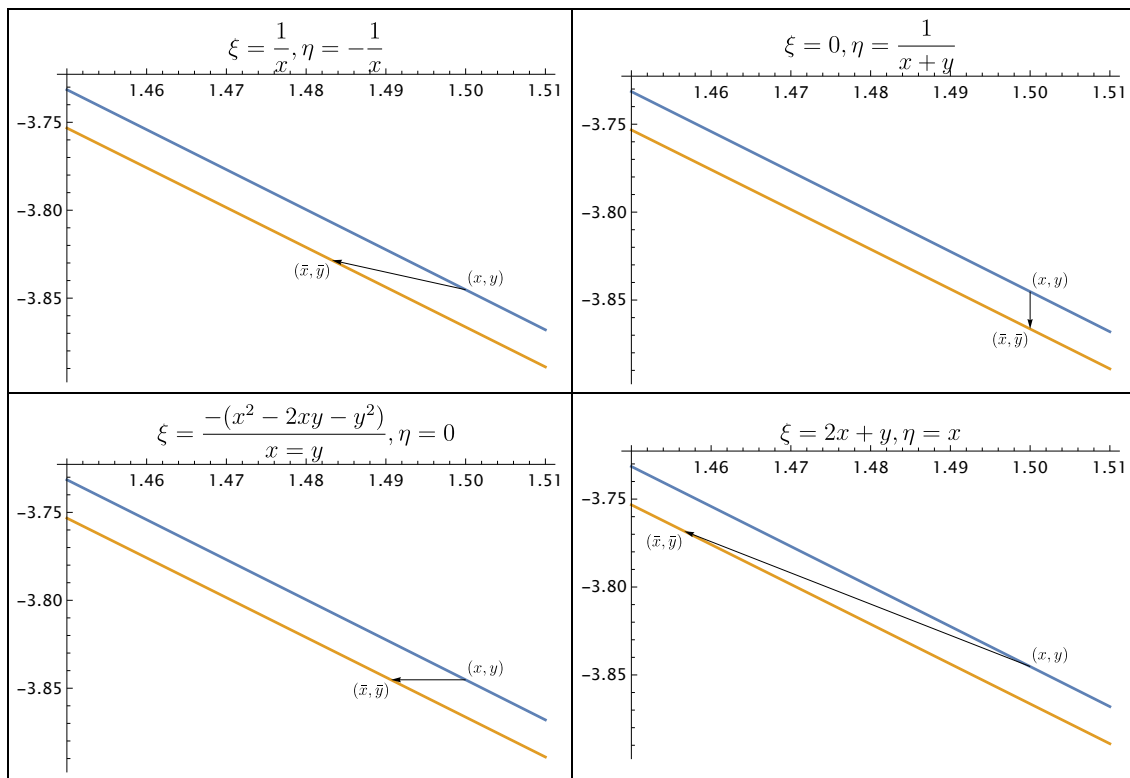 ξ = 1/x, η = −1/x
1.46 1.47 1.48 1.49 1.50 1.51
−3.75
−3.80
−3.85
(x, y)
(x̄, ȳ)
ξ = 0, η = 1/(x + y)
1.46 1.47 1.48 1.49 1.50 1.51
−3.75
−3.80
−3.85
(x, y)
(x̄, ȳ)
ξ = −(x² − 2xy − y²)/(x = y), η = 0
1.46 1.47 1.48 1.49 1.50 1.51
−3.75
−3.80
−3.85
(x, y)
(x̄, ȳ)
ξ = 2x + y, η = x
1.46 1.47 1.48 1.49 1.50 1.51
−3.75
−3.80
−3.85
(x̄, ȳ)
(x, y)